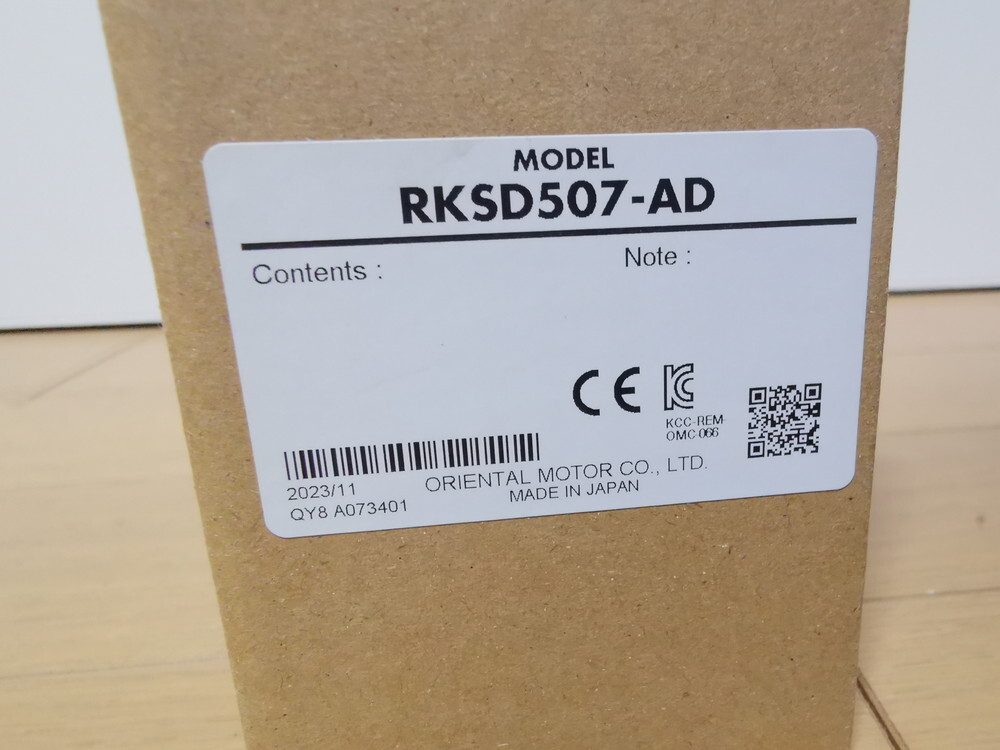 MODEL
RKSD507-AD
Contents :
Note :
CE KC
KCC-REM-
OMC-066
2023/11
QY8 A073401
ORIENTAL MOTOR CO., LTD.
MADE IN JAPAN